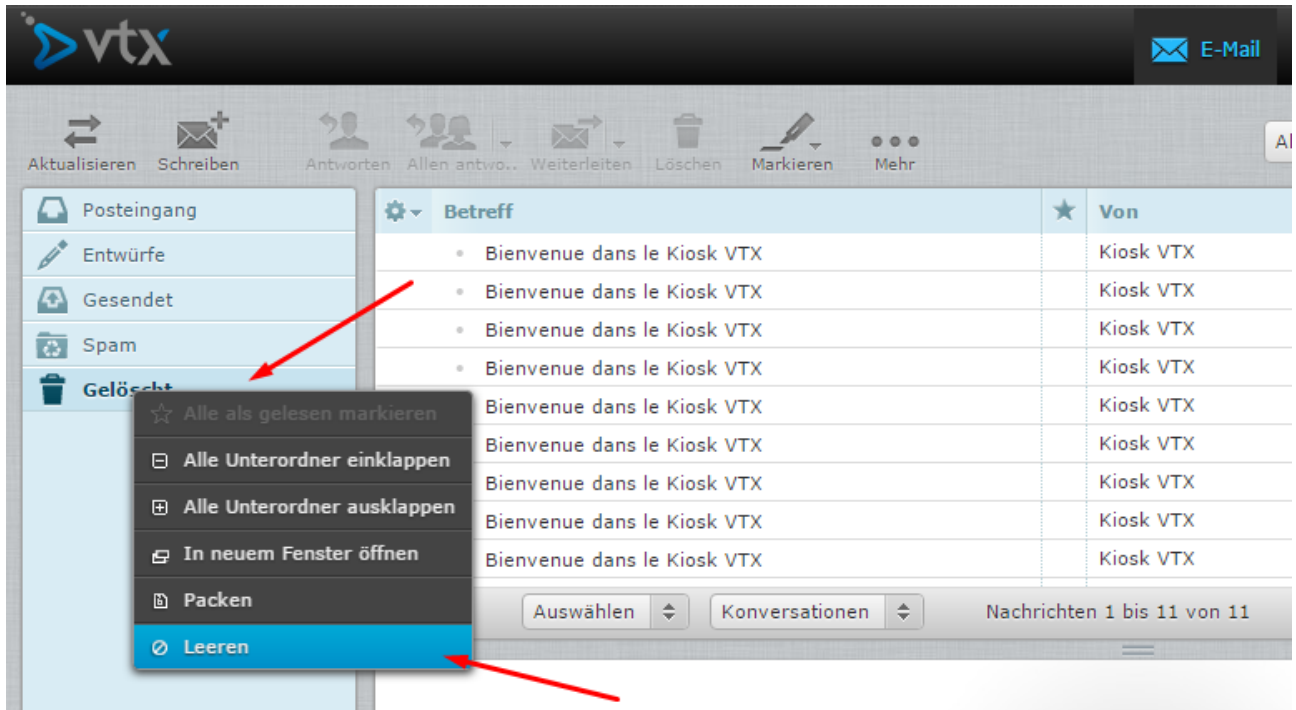 vtx
E-Mail
Aktualisieren Schreiben Antworten Allen antwo.. Weiterleiten Löschen Markieren Mehr
Posteingang
Entwürfe
Gesendet
Spam
Gelöscht
Alle als gelesen markieren
Alle Unterordner einklappen
Alle Unterordner ausklappen
In neuem Fenster öffnen
Packen
Leeren
Betreff Von
Bienvenue dans le Kiosk VTX Kiosk VTX
Bienvenue dans le Kiosk VTX Kiosk VTX
Bienvenue dans le Kiosk VTX Kiosk VTX
Bienvenue dans le Kiosk VTX Kiosk VTX
Bienvenue dans le Kiosk VTX Kiosk VTX
Bienvenue dans le Kiosk VTX Kiosk VTX
Bienvenue dans le Kiosk VTX Kiosk VTX
Bienvenue dans le Kiosk VTX Kiosk VTX
Bienvenue dans le Kiosk VTX Kiosk VTX
Auswählen Konversationen Nachrichten 1 bis 11 von 11